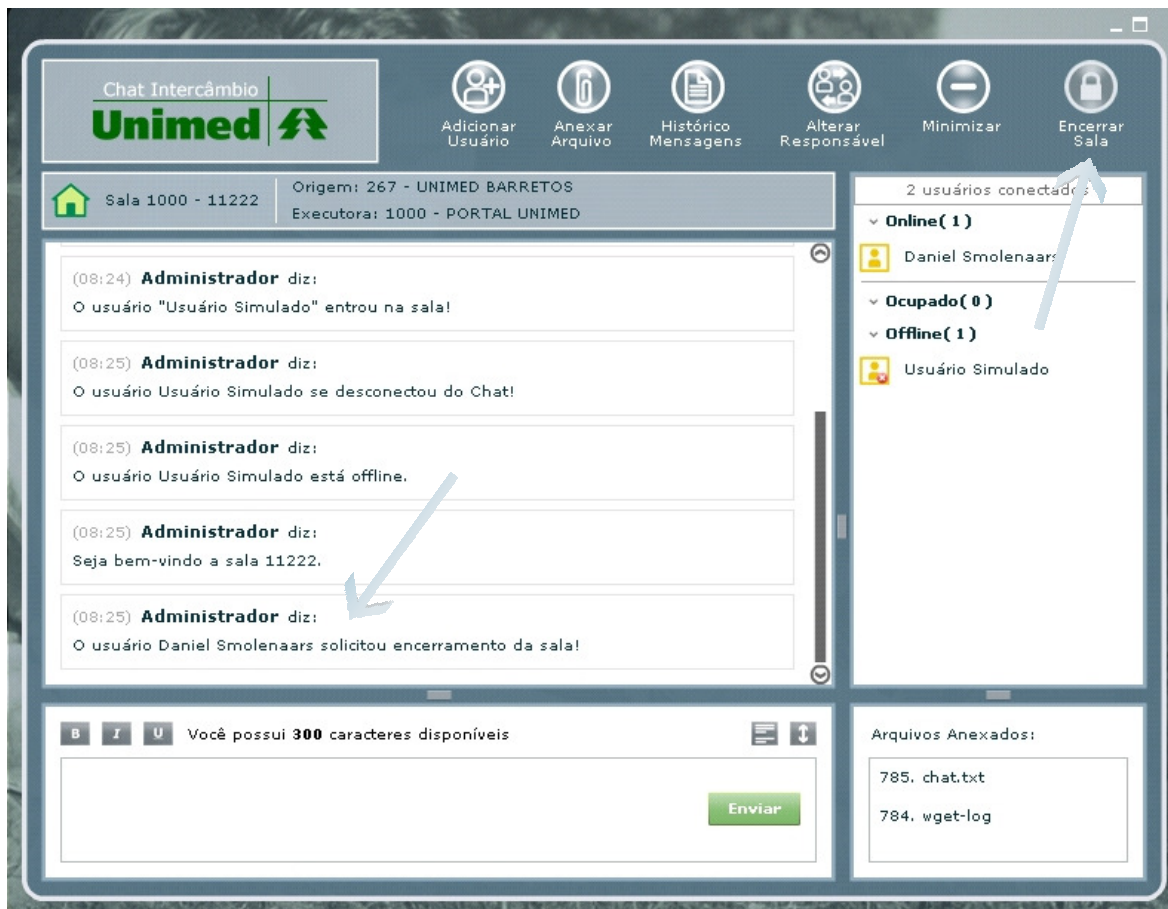 Chat Intercâmbio
Unimed
Adicionar
Usuário
Anexar
Arquivo
Histórico
Mensagens
Alterar
Responsável
Minimizar
Encerrar
Sala
Sala 1000 - 11222
Origem: 267 - UNIMED BARRETOS
Executora: 1000 - PORTAL UNIMED
(08:24) Administrador diz:
O usuário "Usuário Simulado" entrou na sala!
(08:25) Administrador diz:
O usuário Usuário Simulado se desconectou do Chat!
(08:25) Administrador diz:
O usuário Usuário Simulado está offline.
(08:25) Administrador diz:
Seja bem-vindo a sala 11222.
(08:25) Administrador diz:
O usuário Daniel Smolenaars solicitou encerramento da sala!
2 usuários conectados
Online( 1 )
Daniel Smolenaars
Ocupado( 0 )
Offline( 1 )
Usuário Simulado
B I U Você possui 300 caracteres disponíveis
Enviar
Arquivos Anexados:
785. chat.txt
784. wget-log